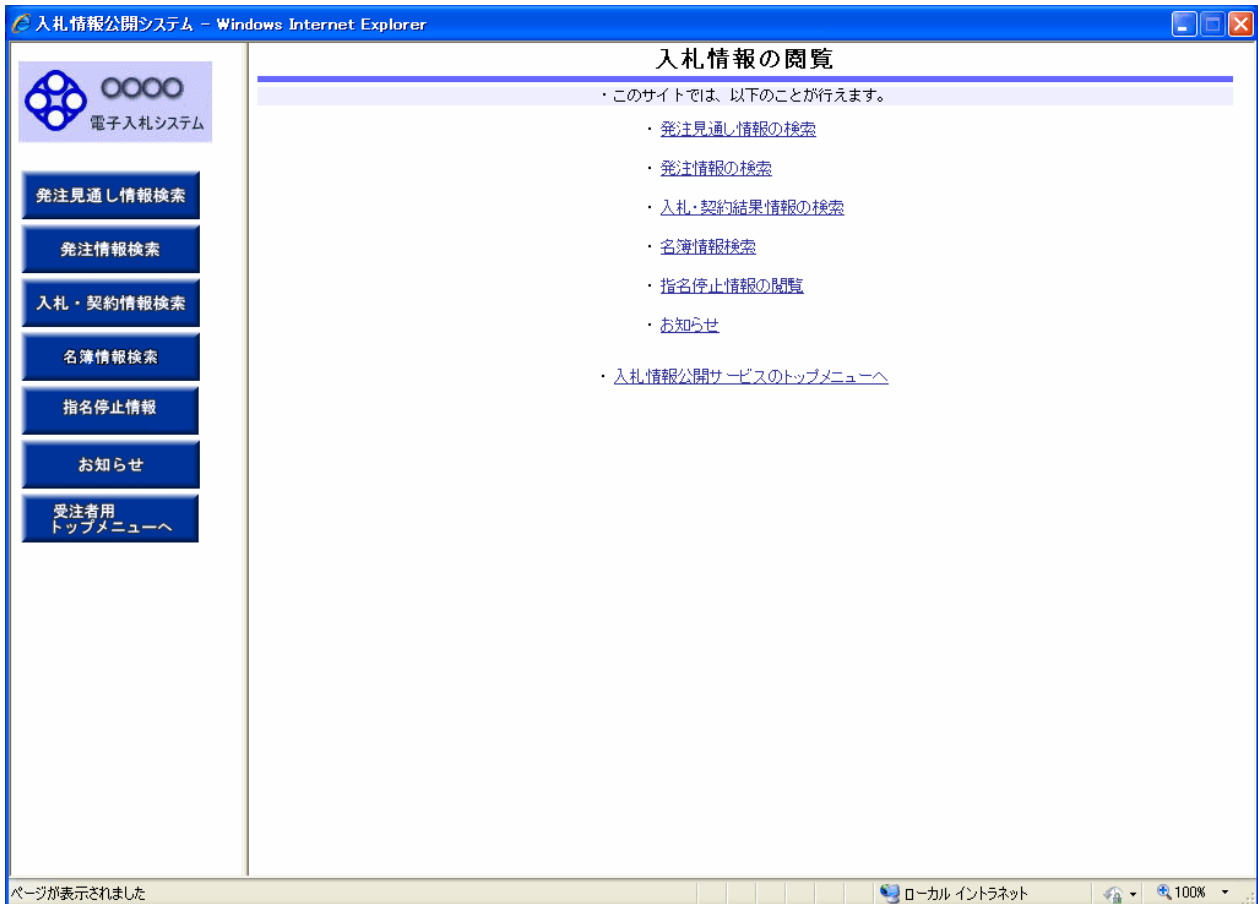 入札情報公開システム - Windows Internet Explorer
○○○○
電子入札システム
発注見通し情報検索
発注情報検索
入札・契約情報検索
名簿情報検索
指名停止情報
お知らせ
受注者用
トップメニューへ
入札情報の閲覧
・このサイトでは、以下のことが行えます。
・発注見通し情報の検索
・発注情報の検索
・入札・契約結果情報の検索
・名簿情報検索
・指名停止情報の閲覧
・お知らせ
・入札情報公開サービスのトップメニューへ
ページが表示されました
ローカル イントラネット
100%